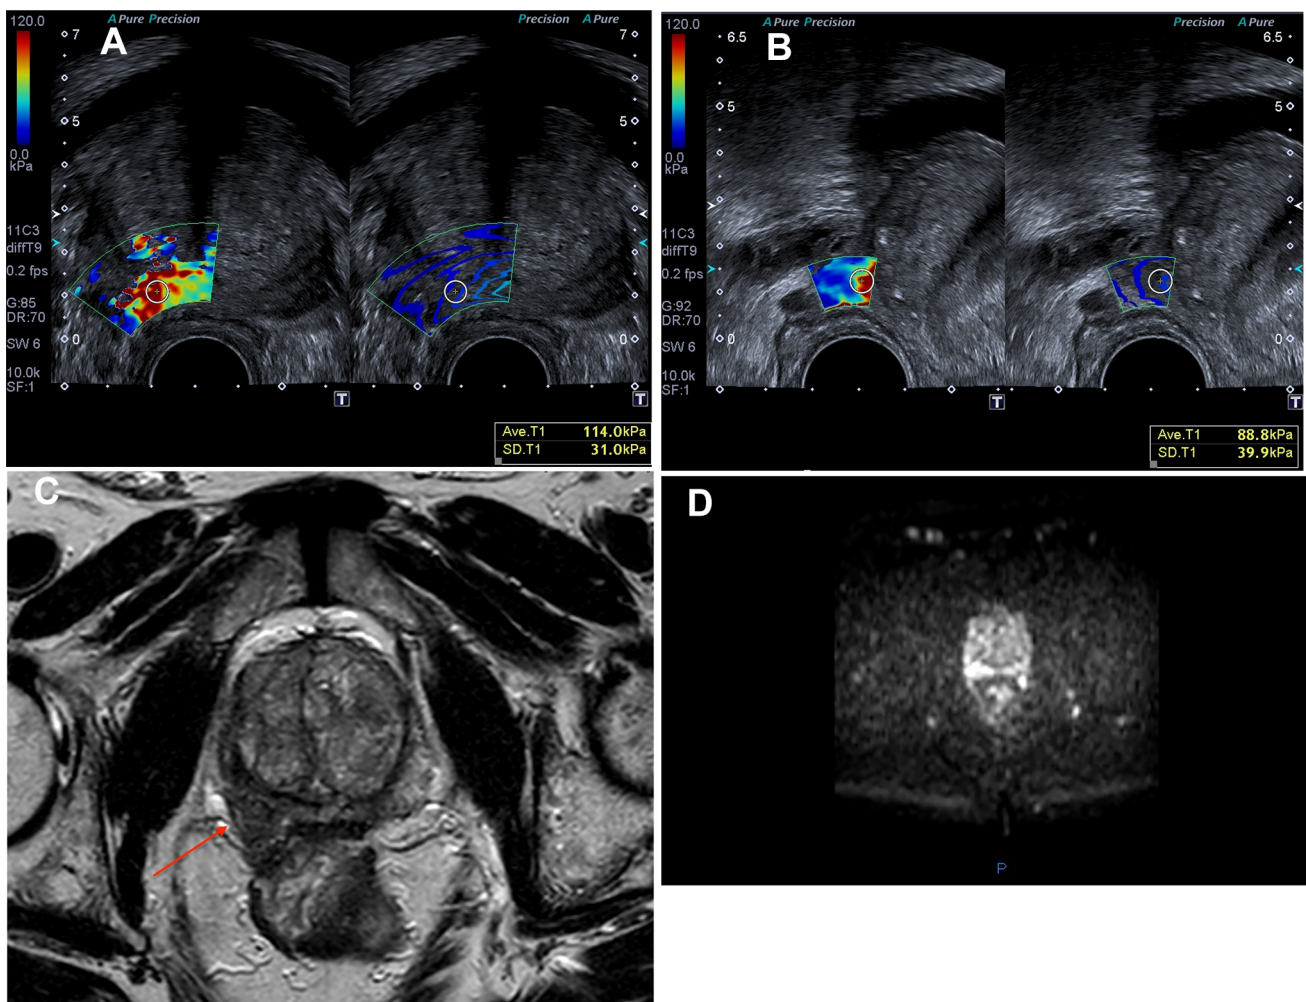 A Pure Precision
Precision A Pure
A
120.0
0.0
kPa
7
5
0
7
5
0
11C3
diffT9
0.2 fps
G:85
DR:70
SW 6
10.0k
SF:1
T
T
Ave.T1 114.0kPa
SD.T1 31.0kPa
A Pure Precision
Precision A Pure
B
120.0
0.0
kPa
6.5
5
0
6.5
5
0
11C3
diffT9
0.2 fps
G:92
DR:70
SW 6
10.0k
SF:1
T
T
Ave.T1 88.8kPa
SD.T1 39.9kPa
C
D
P